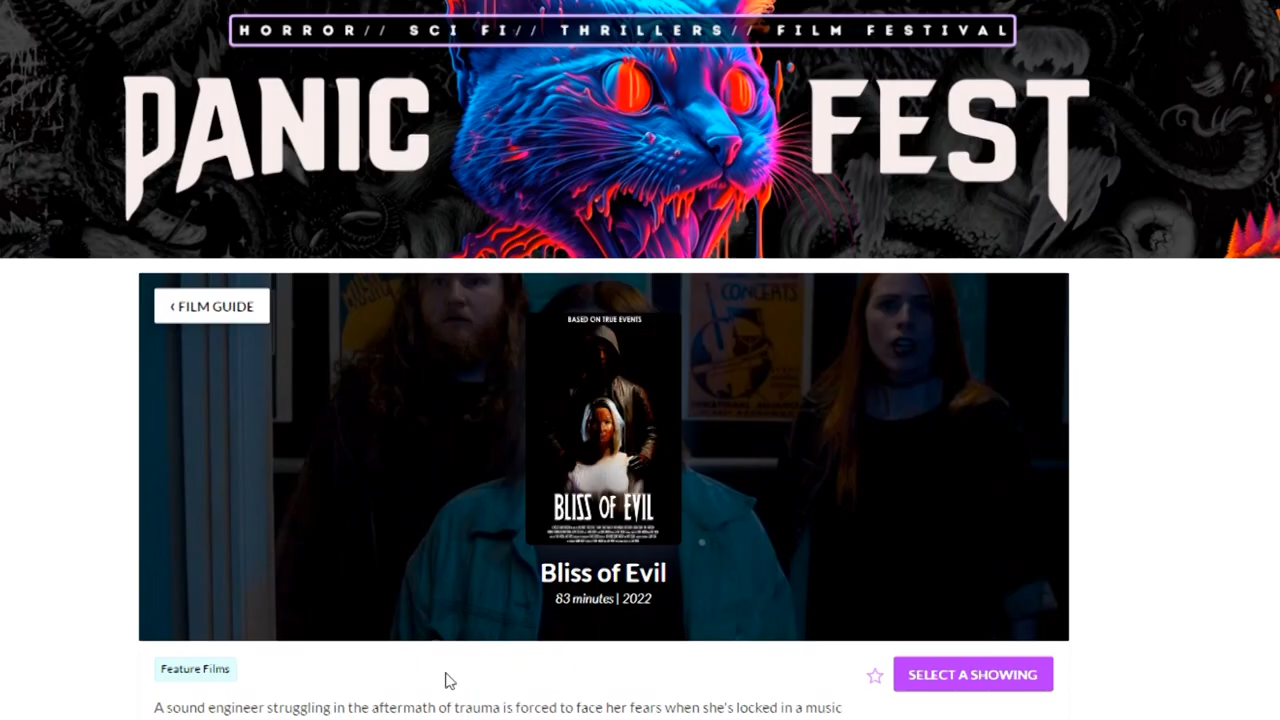 HORROR// SCI FI// THRILLERS// FILM FESTIVAL
PANIC FEST
‹ FILM GUIDE
CONCERTS
BASED ON TRUE EVENTS
BLISS OF EVIL
Bliss of Evil
83 minutes | 2022
Feature Films
SELECT A SHOWING
A sound engineer struggling in the aftermath of trauma is forced to face her fears when she's locked in a music